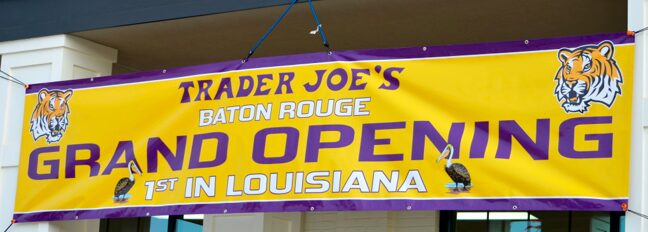 TRADER JOE'S
BATON ROUGE
GRAND OPENING
1ST IN LOUISIANA